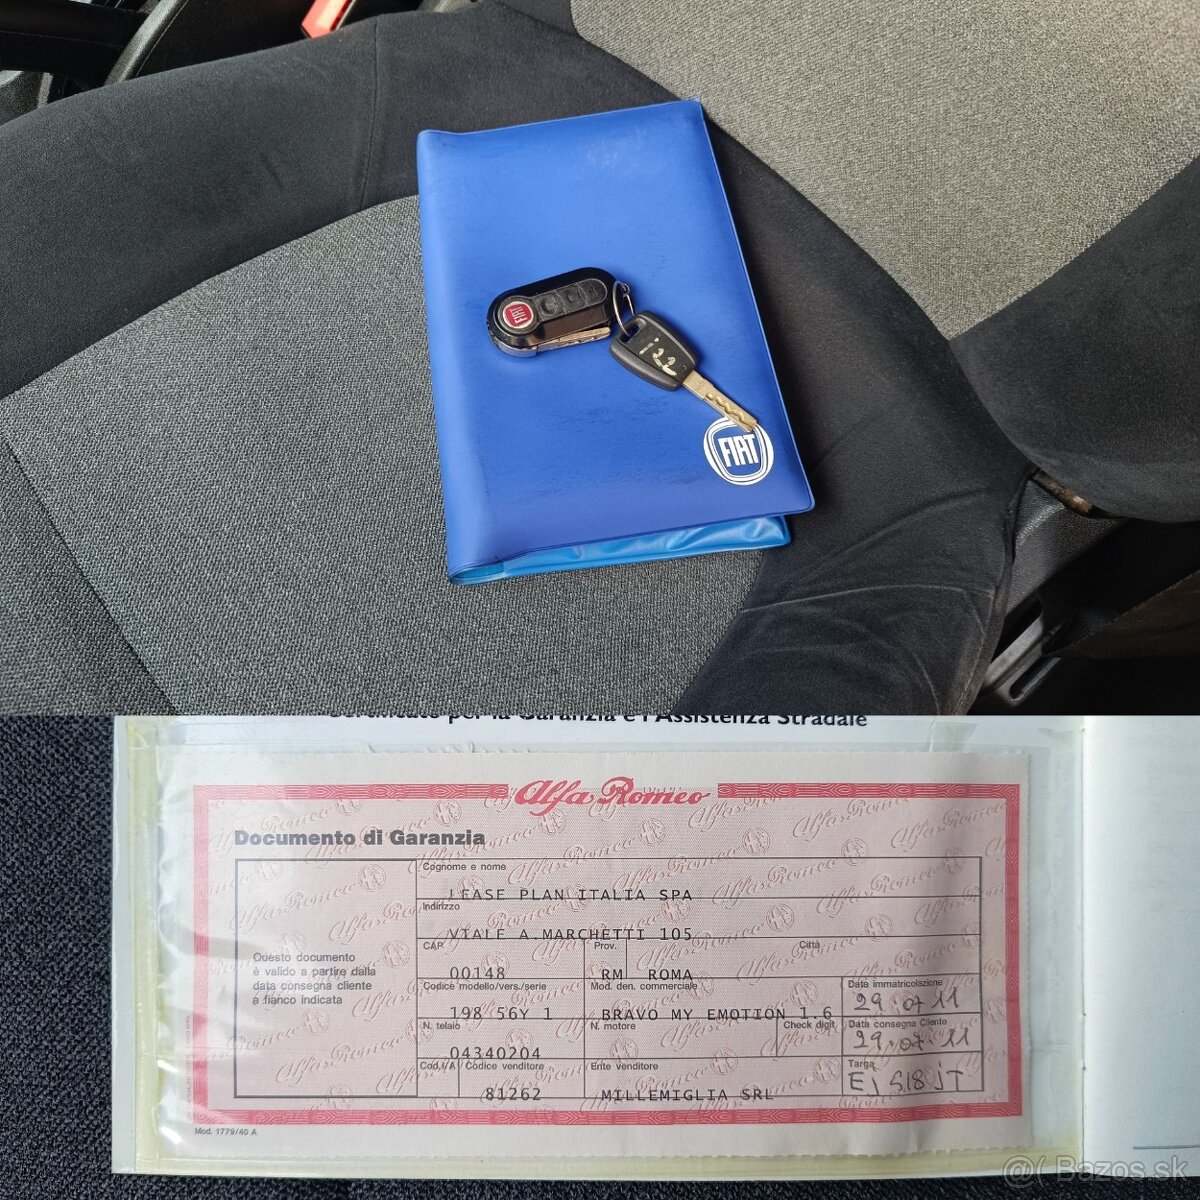 FIAT
FIAT
Certificato per la Garanzia e l'Assistenza Stradale
Alfa Romeo
Documento di Garanzia
Cognome e nome
LEASE PLAN ITALIA SPA
Indirizzo
VIALE A.MARCHETTI 105
CAP Prov. Città
00148 RM ROMA
Questo documento
è valido a partire dalla
data consegna cliente
a fianco indicata
Codice modello/vers./serie Mod. den. commerciale Data immatricolazione
198 56Y 1 BRAVO MY EMOTION 1.6 29 07 11
N. telaio N. motore Check digit Data consegna Cliente
04340204 29.07.11
Cod.I/A Codice venditore Ente venditore Targa
81262 MILLEMIGLIA SRL EJ 518 JT
Mod. 1779/40 A
Bazos.sk